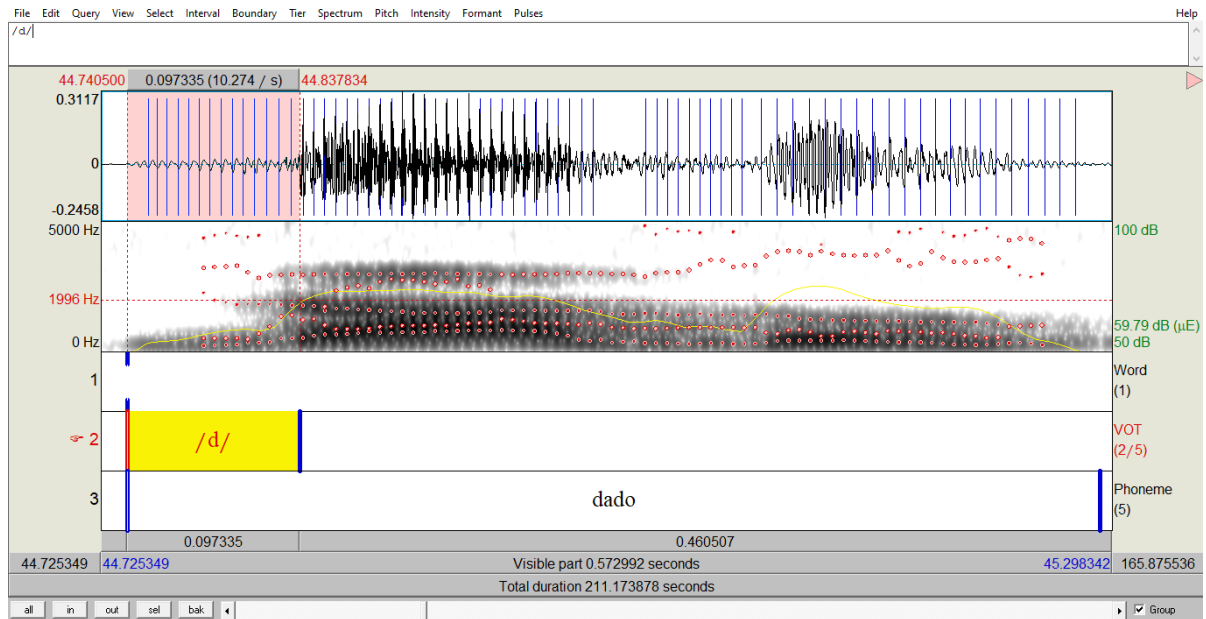 File Edit Query View Select Interval Boundary Tier Spectrum Pitch Intensity Formant Pulses Help
/d/
44.740500 0.097335 (10.274 / s) 44.837834
0.3117
0
-0.2458
5000 Hz 100 dB
1996 Hz
59.79 dB (µE)
0 Hz 50 dB
1 Word
(1)
2 /d/ VOT
(2/5)
3 dado Phoneme
(5)
0.097335 0.460507
44.725349 44.725349 Visible part 0.572992 seconds 45.298342 165.875536
Total duration 211.173878 seconds
all in out sel bak Group